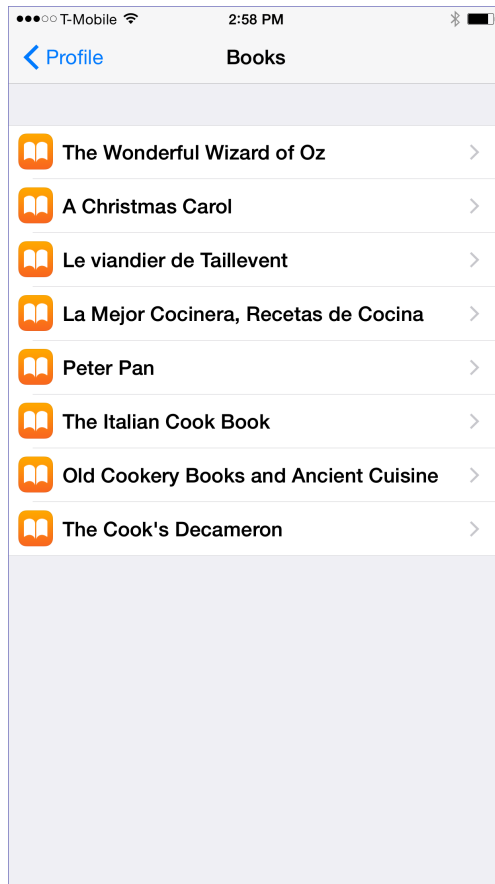 T-Mobile 2:58 PM
Profile Books
The Wonderful Wizard of Oz
A Christmas Carol
Le viandier de Taillevent
La Mejor Cocinera, Recetas de Cocina
Peter Pan
The Italian Cook Book
Old Cookery Books and Ancient Cuisine
The Cook's Decameron